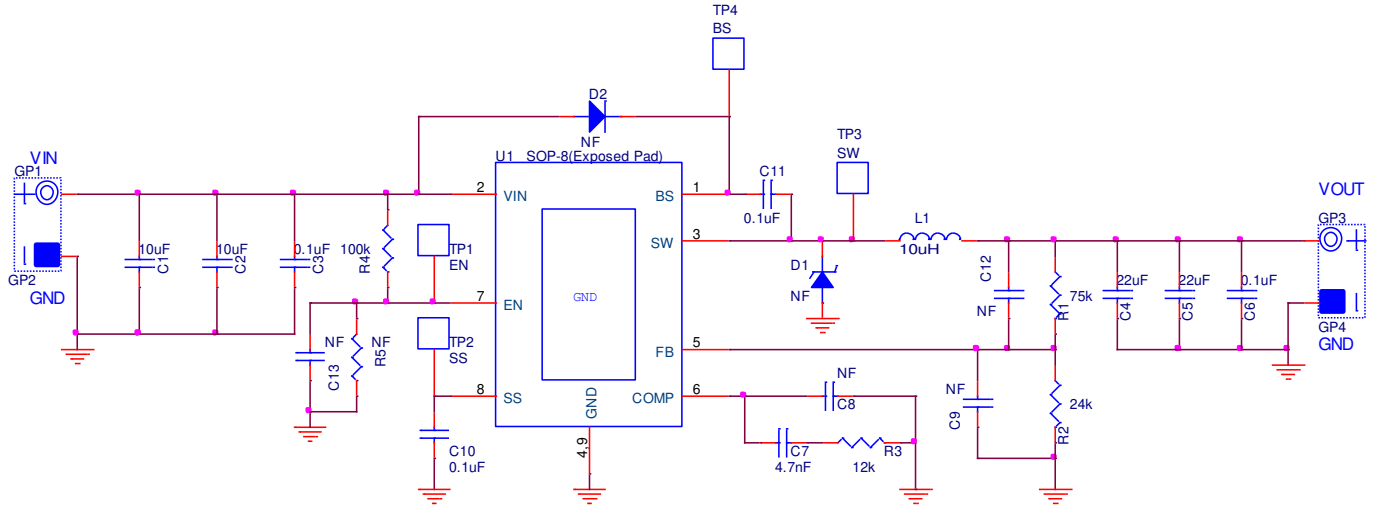 TP4
BS
D2
NF
U1 SOP-8(Exposed Pad)
TP3
SW
VIN
GP1
GP2
GND
10uF
C1
10uF
C2
0.1uF
C3
100k
R4
TP1
EN
TP2
SS
NF
C13
NF
R5
C10
0.1uF
2
VIN
7
EN
8
SS
GND
GND
4,9
BS
1
SW
3
FB
5
COMP
6
C11
0.1uF
L1
10uH
D1
NF
C12
NF
75k
R1
22uF
C4
22uF
C5
0.1uF
C6
VOUT
GP3
GP4
GND
NF
C8
C7
4.7nF
R3
12k
NF
C9
24k
R2